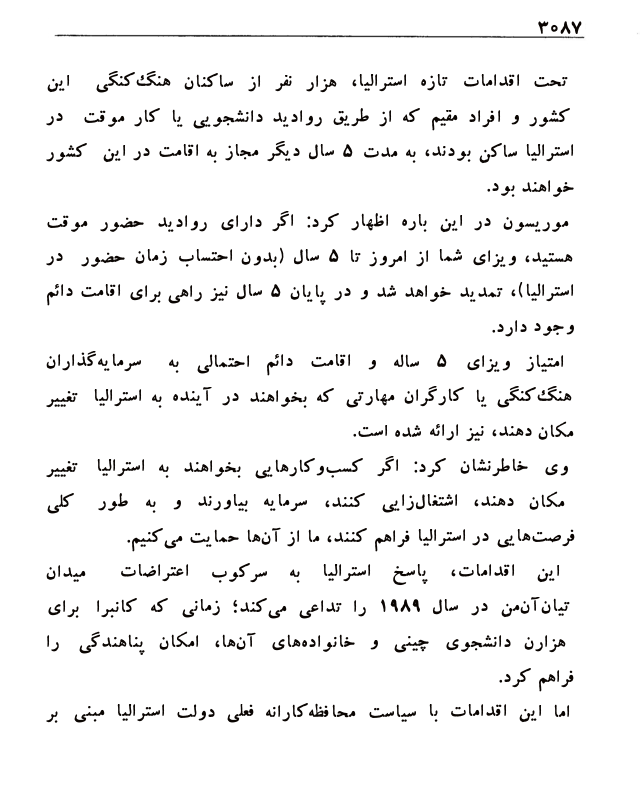 ۳۰۸۷
تحت اقدامات تازه استرالیا، هزار نفر از ساکنان هنگ‌کنگی این
کشور و افراد مقیم که از طریق روادید دانشجویی یا کار موقت در
استرالیا ساکن بودند، به مدت ۵ سال دیگر مجاز به اقامت در این کشور
خواهند بود.
موریسون در این باره اظهار کرد: اگر دارای روادید حضور موقت
هستید، ویزای شما از امروز تا ۵ سال (بدون احتساب زمان حضور در
استرالیا)، تمدید خواهد شد و در پایان ۵ سال نیز راهی برای اقامت دائم
وجود دارد.
امتیاز ویزای ۵ ساله و اقامت دائم احتمالی به سرمایه‌گذاران
هنگ‌کنگی یا کارگران مهارتی که بخواهند در آینده به استرالیا تغییر
مکان دهند، نیز ارائه شده است.
وی خاطرنشان کرد: اگر کسب‌وکارهایی بخواهند به استرالیا تغییر
مکان دهند، اشتغال‌زایی کنند، سرمایه بیاورند و به طور کلی
فرصت‌هایی در استرالیا فراهم کنند، ما از آن‌ها حمایت می‌کنیم.
این اقدامات، پاسخ استرالیا به سرکوب اعتراضات میدان
تیان‌آن‌من در سال ۱۹۸۹ را تداعی می‌کند؛ زمانی که کانبرا برای
هزارن دانشجوی چینی و خانواده‌های آن‌ها، امکان پناهندگی را
فراهم کرد.
اما این اقدامات با سیاست محافظه‌کارانه فعلی دولت استرالیا مبنی بر